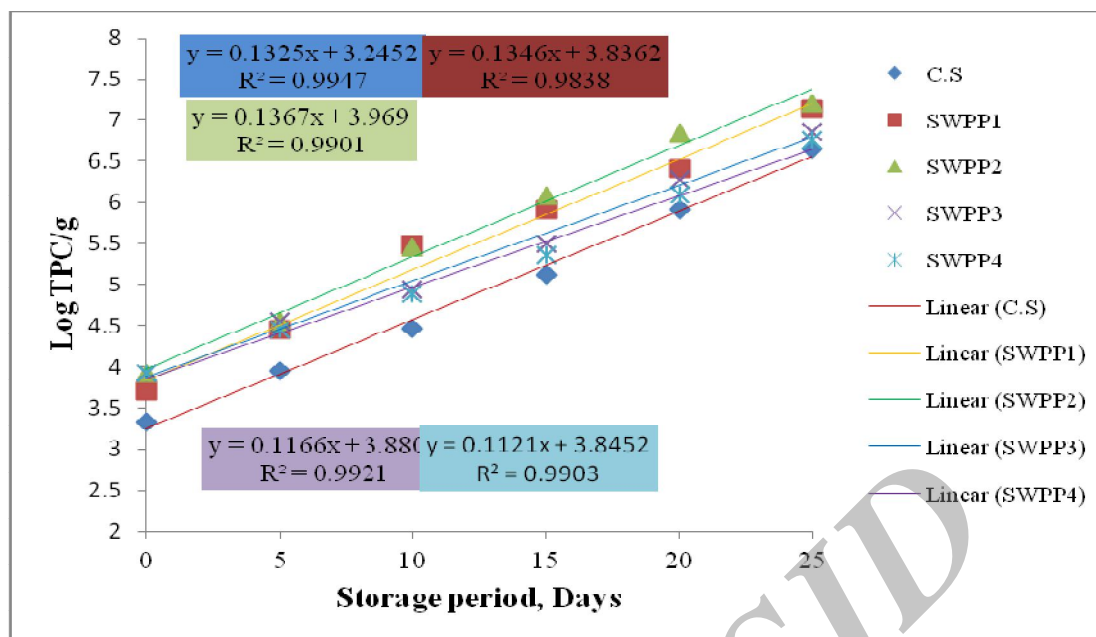 y = 0.1325x + 3.2452
R² = 0.9947
y = 0.1346x + 3.8362
R² = 0.9838
y = 0.1367x + 3.969
R² = 0.9901
y = 0.1166x + 3.880
R² = 0.9921
y = 0.1121x + 3.8452
R² = 0.9903
Log TPC/g
8
7.5
7
6.5
6
5.5
5
4.5
4
3.5
3
2.5
2
0 5 10 15 20 25
Storage period, Days
C.S
SWPP1
SWPP2
SWPP3
SWPP4
Linear (C.S)
Linear (SWPP1)
Linear (SWPP2)
Linear (SWPP3)
Linear (SWPP4)
SID